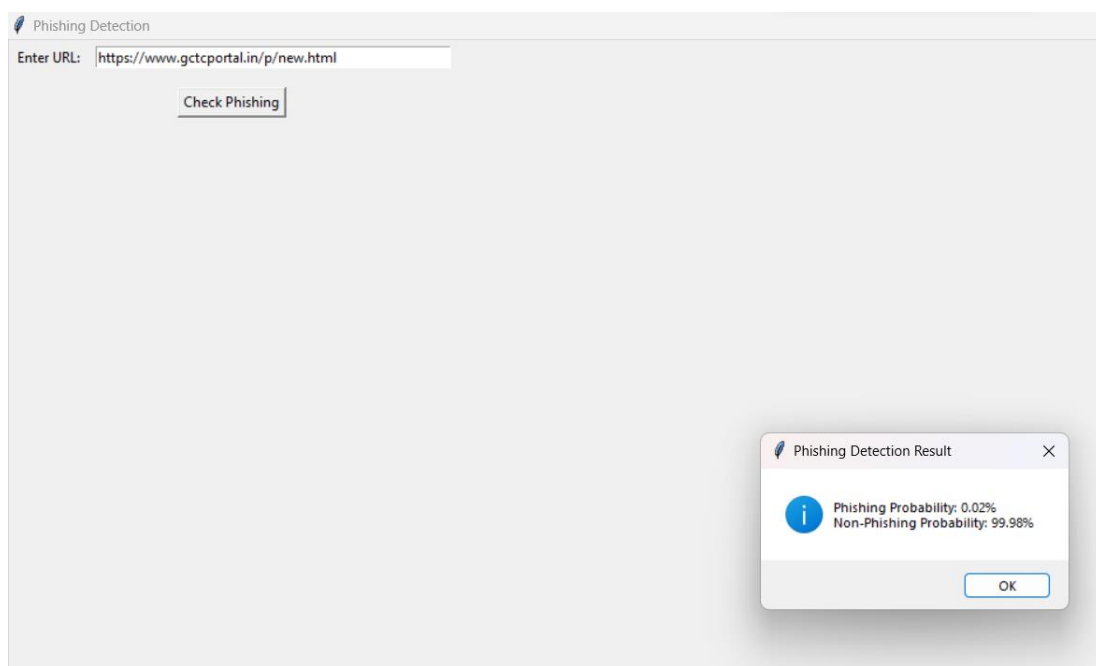 Phishing Detection
Enter URL: https://www.gctcportal.in/p/new.html
Check Phishing
Phishing Detection Result
Phishing Probability: 0.02%
Non-Phishing Probability: 99.98%
OK